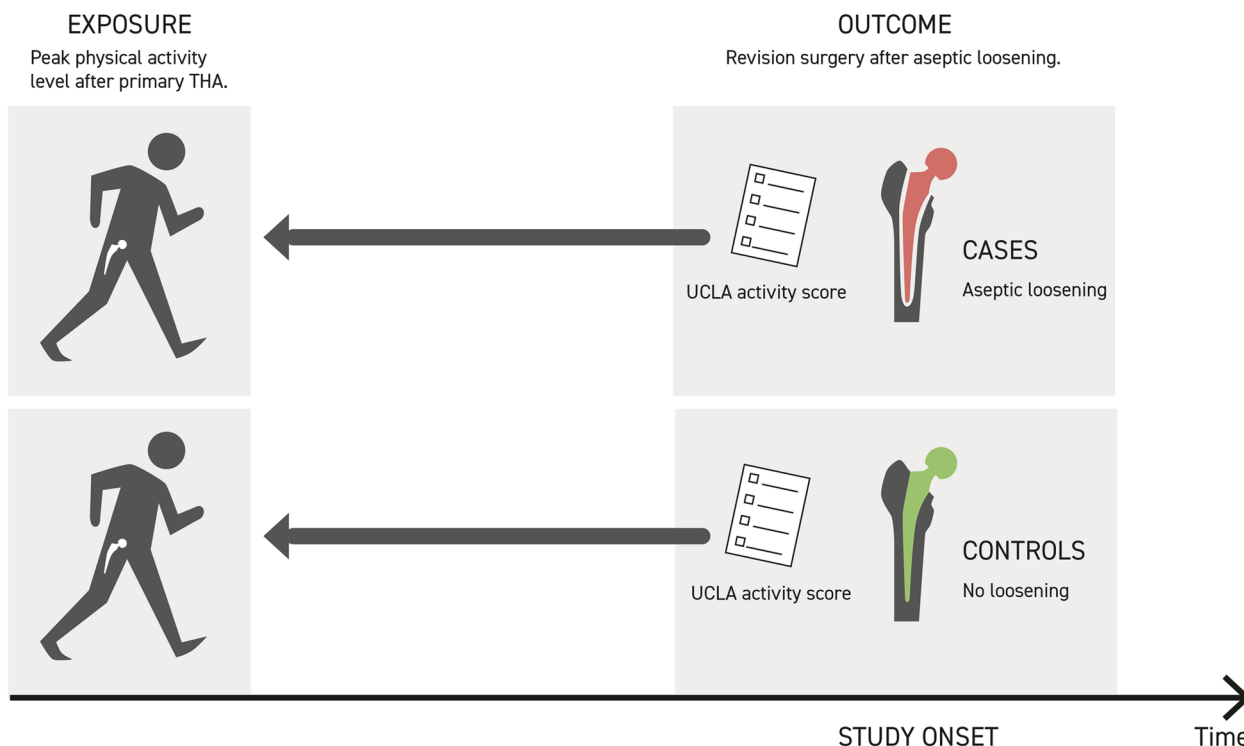 EXPOSURE
Peak physical activity
level after primary THA.
OUTCOME
Revision surgery after aseptic loosening.
UCLA activity score
CASES
Aseptic loosening
UCLA activity score
CONTROLS
No loosening
STUDY ONSET
Time